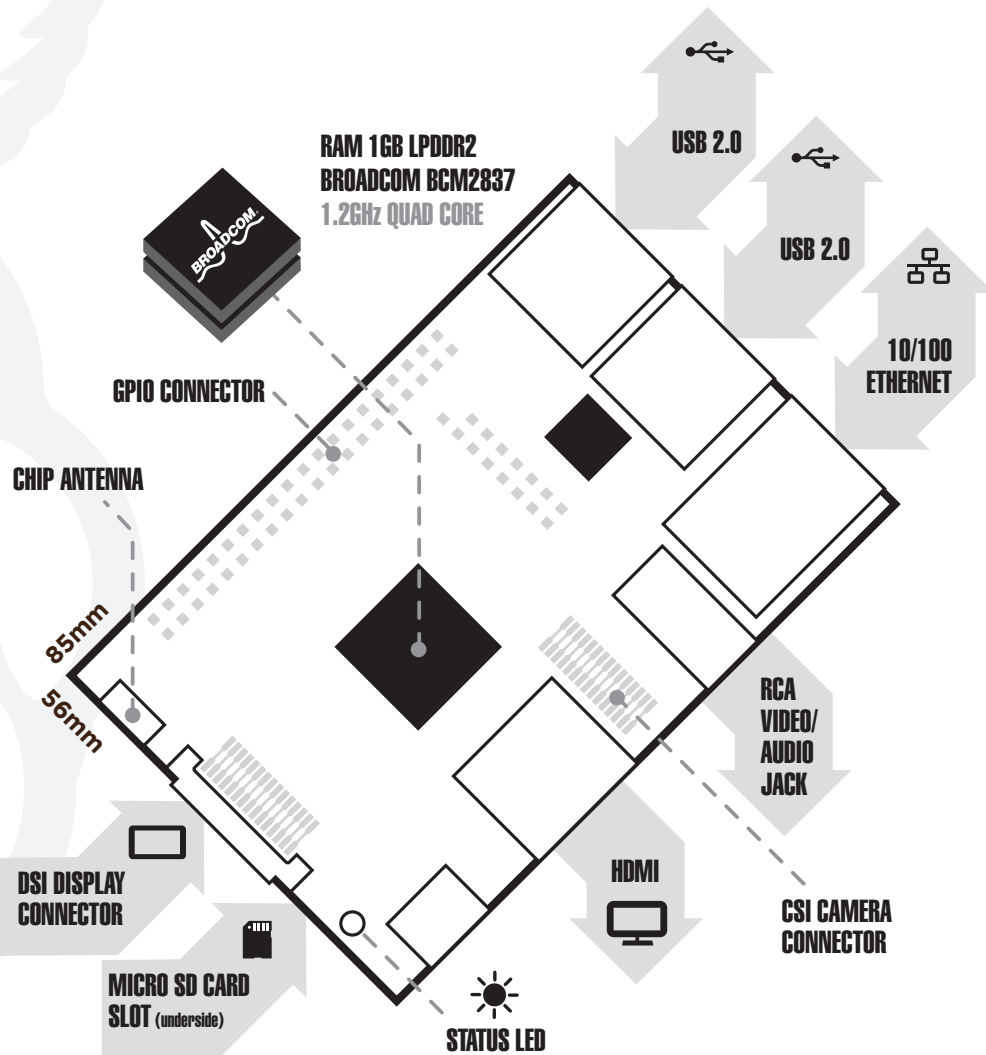 USB 2.0
RAM 1GB LPDDR2
BROADCOM BCM2837
1.2GHz QUAD CORE
BROADCOM.
USB 2.0
10/100
ETHERNET
GPIO CONNECTOR
CHIP ANTENNA
85mm
56mm
RCA
VIDEO/
AUDIO
JACK
HDMI
DSI DISPLAY
CONNECTOR
CSI CAMERA
CONNECTOR
MICRO SD CARD
SLOT (underside)
STATUS LED